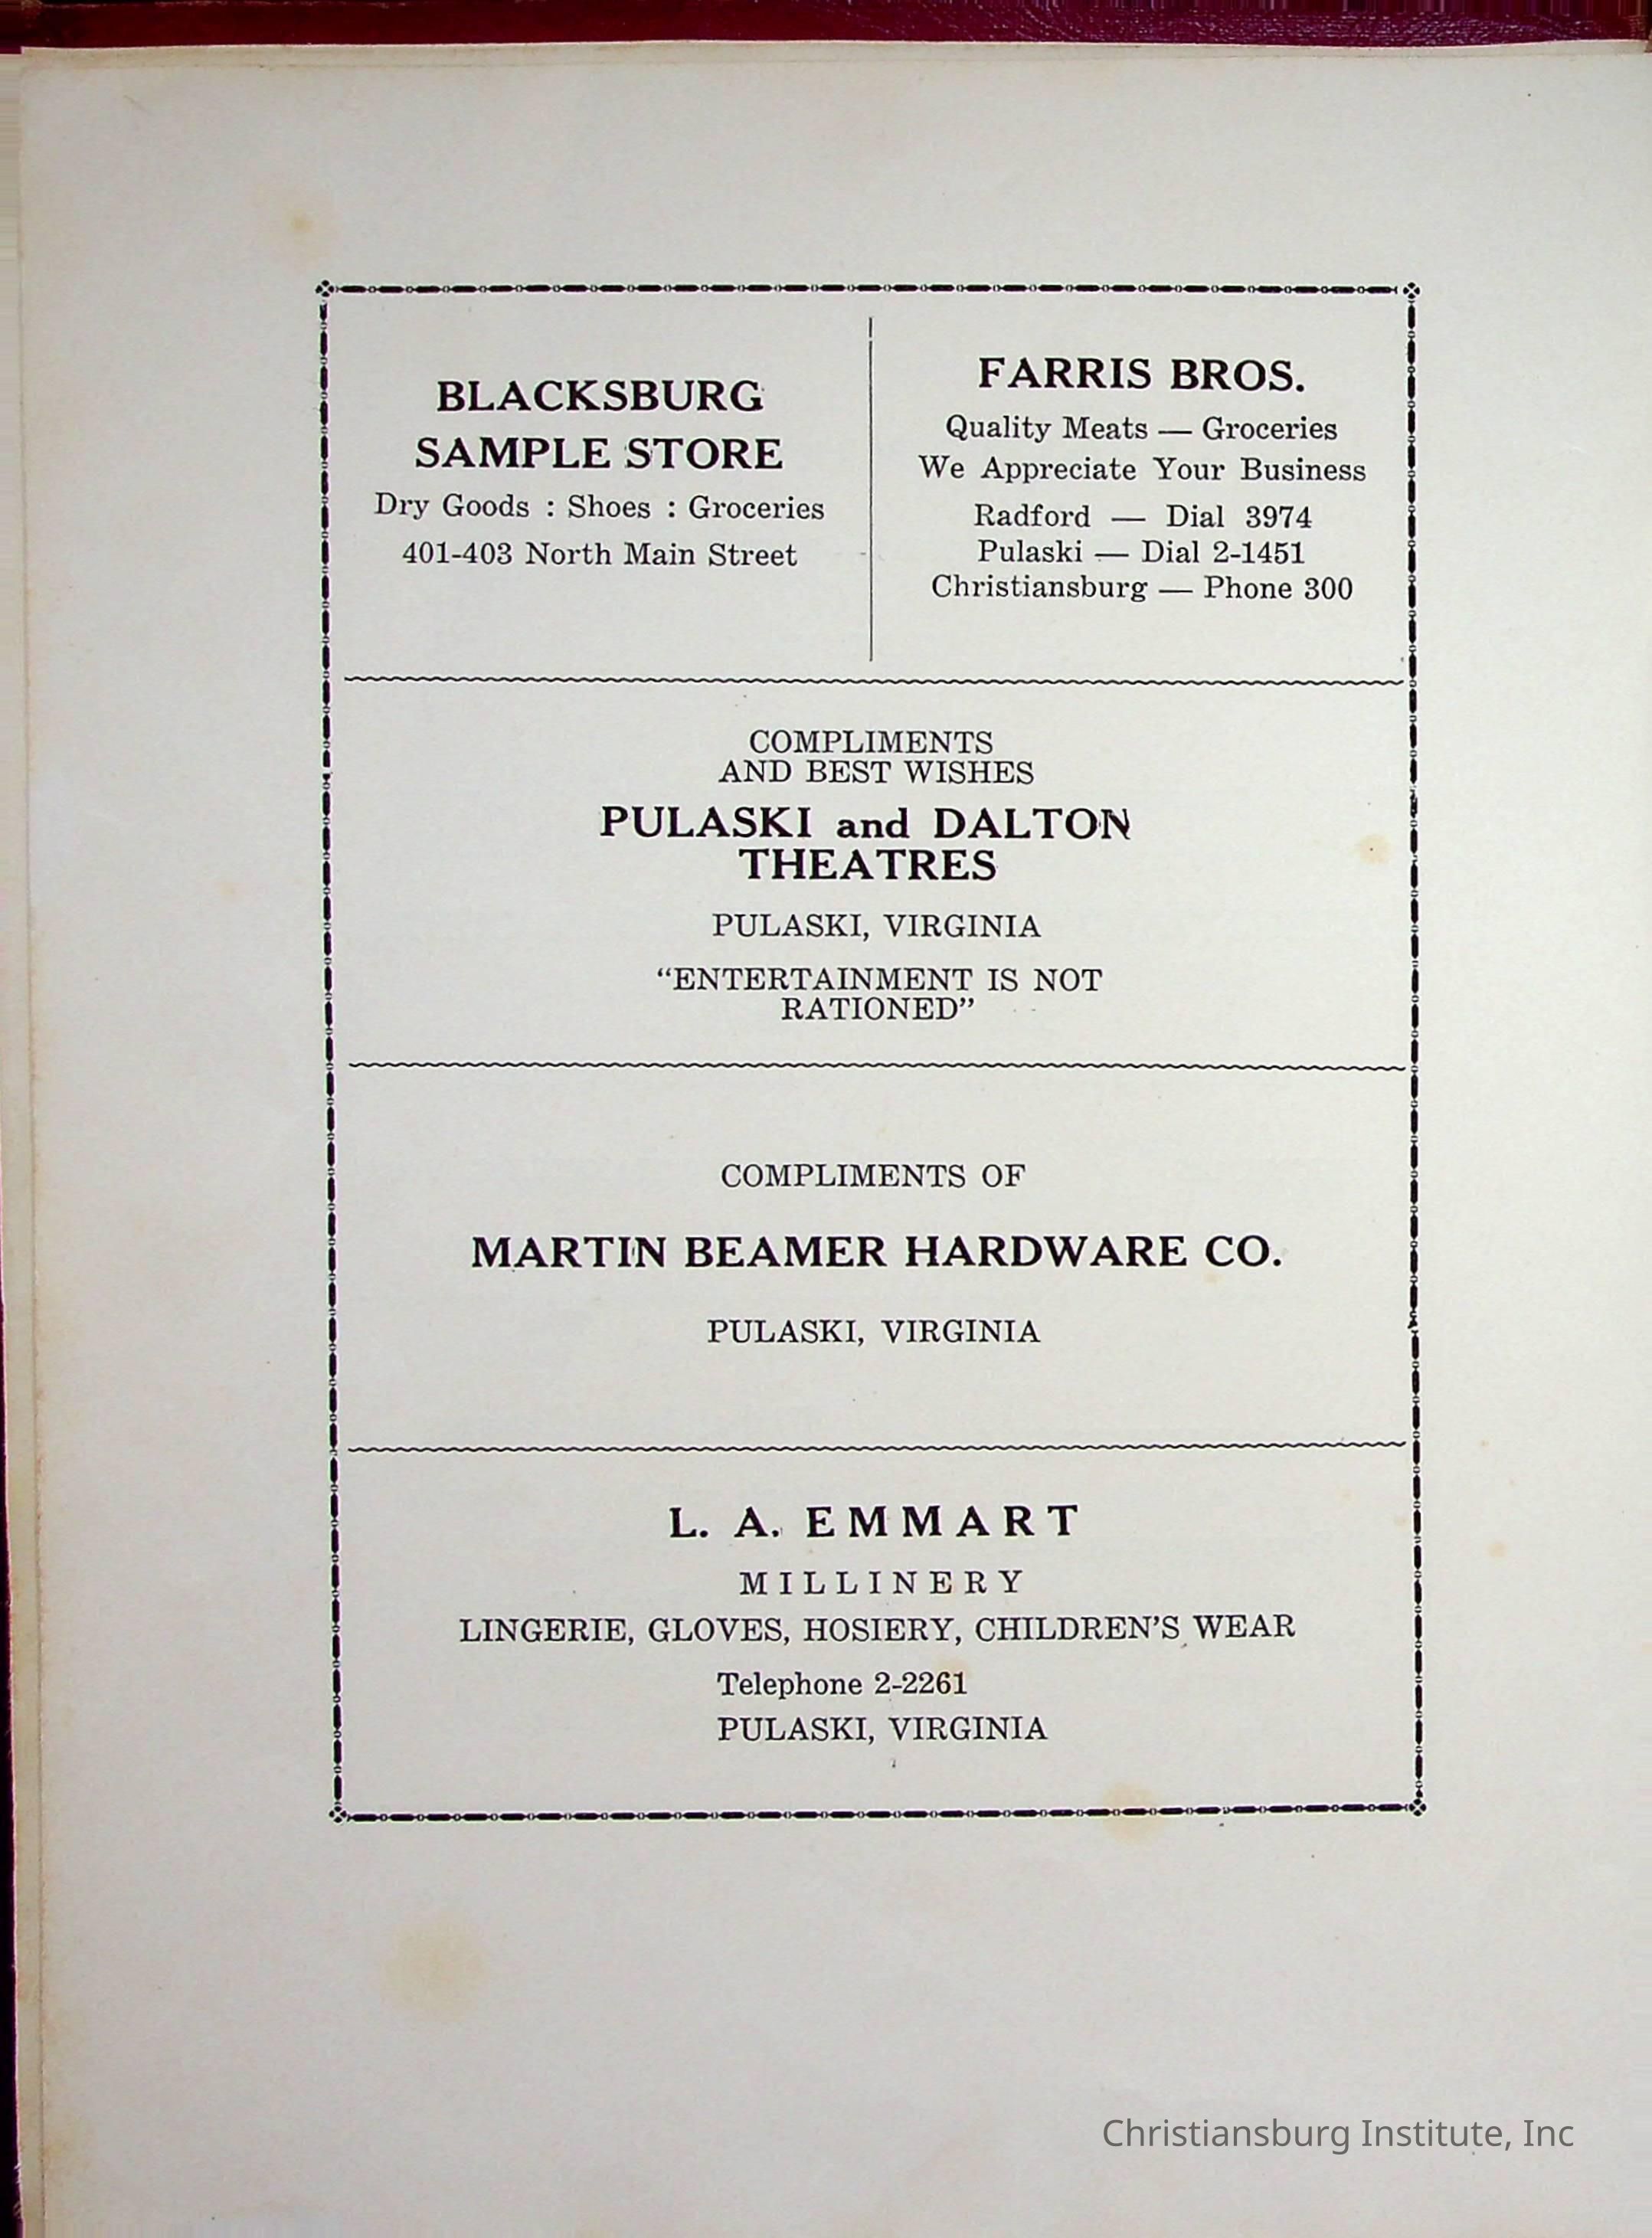 BLACKSBURG
SAMPLE STORE
Dry Goods : Shoes : Groceries
401-403 North Main Street
FARRIS BROS.
Quality Meats — Groceries
We Appreciate Your Business
Radford — Dial 3974
Pulaski — Dial 2-1451
Christiansburg — Phone 300
COMPLIMENTS
AND BEST WISHES
PULASKI and DALTON
THEATRES
PULASKI, VIRGINIA
“ENTERTAINMENT IS NOT
RATIONED”
COMPLIMENTS OF
MARTIN BEAMER HARDWARE CO.
PULASKI, VIRGINIA
L. A. EMMART
MILLINERY
LINGERIE, GLOVES, HOSIERY, CHILDREN’S WEAR
Telephone 2-2261
PULASKI, VIRGINIA
Christiansburg Institute, Inc